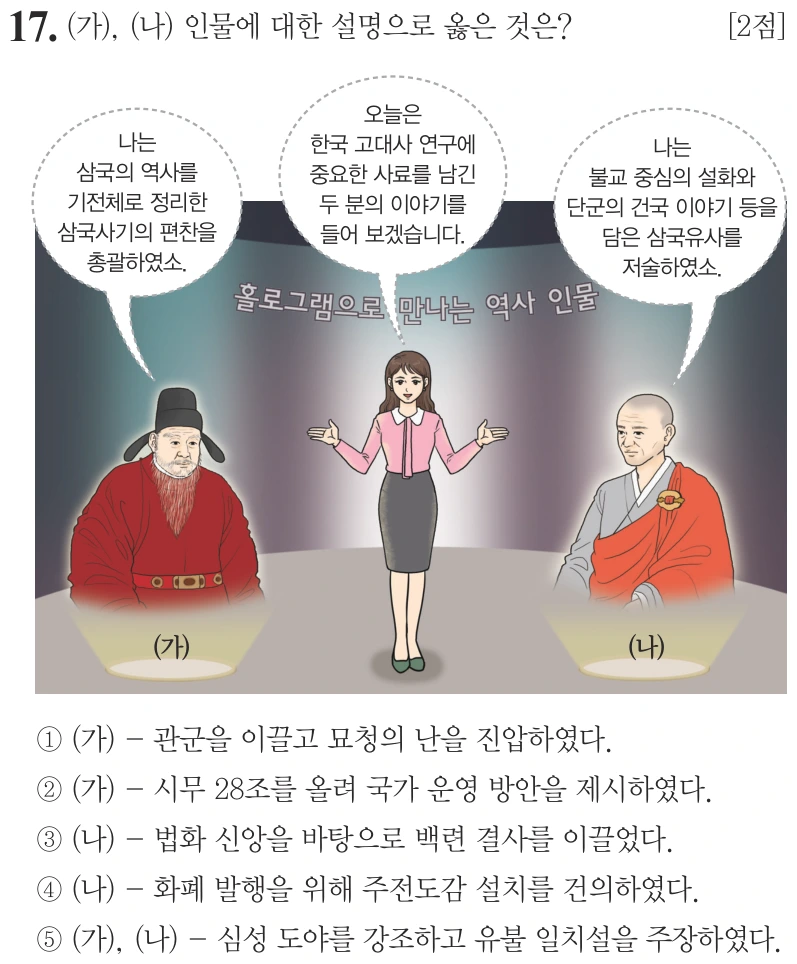 17. (가), (나) 인물에 대한 설명으로 옳은 것은? [2점]
나는
삼국의 역사를
기전체로 정리한
삼국사기의 편찬을
총괄하였소.
오늘은
한국 고대사 연구에
중요한 사료를 남긴
두 분의 이야기를
들어 보겠습니다.
나는
불교 중심의 설화와
단군의 건국 이야기 등을
담은 삼국유사를
저술하였소.
홀로그램으로 만나는 역사 인물
(가)
(나)
① (가) - 관군을 이끌고 묘청의 난을 진압하였다.
② (가) - 시무 28조를 올려 국가 운영 방안을 제시하였다.
③ (나) - 법화 신앙을 바탕으로 백련 결사를 이끌었다.
④ (나) - 화폐 발행을 위해 주전도감 설치를 건의하였다.
⑤ (가), (나) - 심성 도야를 강조하고 유불 일치설을 주장하였다.